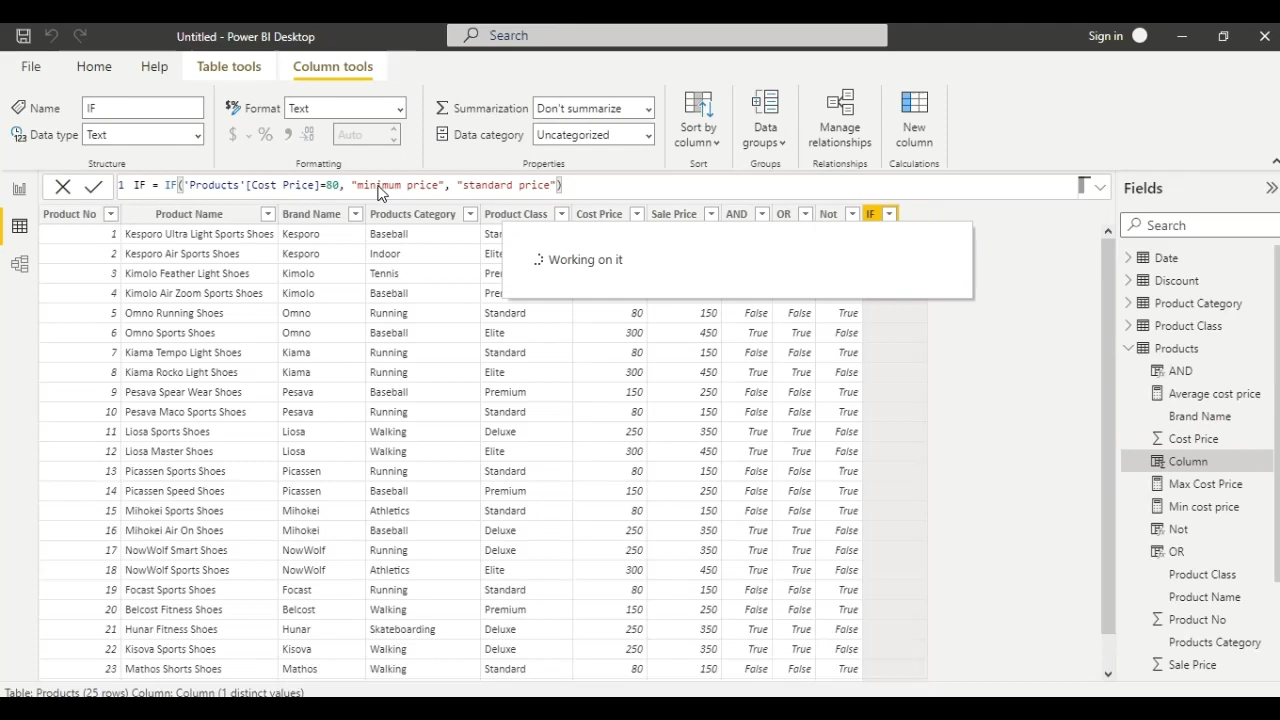 Untitled - Power BI Desktop
Search
Sign in
File Home Help Table tools Column tools
Name IF
Data type Text
Structure
Format Text
$ % 9 Auto
Formatting
Summarization Don't summarize
Data category Uncategorized
Properties
Sort by column
Sort
Data groups
Groups
Manage relationships
Relationships
New column
Calculations
1 IF = IF('Products'[Cost Price]=80, "minimum price", "standard price")
Product No Product Name Brand Name Products Category Product Class Cost Price Sale Price AND OR Not IF
1 Kesporo Ultra Light Sports Shoes Kesporo Baseball
2 Kesporo Air Sports Shoes Kesporo Indoor
3 Kimolo Feather Light Shoes Kimolo Tennis
4 Kimolo Air Zoom Sports Shoes Kimolo Baseball
Working on it
5 Omno Running Shoes Omno Running Standard 80 150 False False True
6 Omno Sports Shoes Omno Baseball Elite 300 450 True True False
7 Kiama Tempo Light Shoes Kiama Running Standard 80 150 False False True
8 Kiama Rocko Light Shoes Kiama Running Elite 300 450 True True False
9 Pesava Spear Wear Shoes Pesava Baseball Premium 150 250 False True False
10 Pesava Maco Sports Shoes Pesava Running Standard 80 150 False False True
11 Liosa Sports Shoes Liosa Walking Deluxe 250 350 True True False
12 Liosa Master Shoes Liosa Walking Elite 300 450 True True False
13 Picassen Sports Shoes Picassen Running Standard 80 150 False False True
14 Picassen Speed Shoes Picassen Baseball Premium 150 250 False True False
15 Mihokei Sports Shoes Mihokei Athletics Standard 80 150 False False True
16 Mihokei Air On Shoes Mihokei Baseball Deluxe 250 350 True True False
17 NowWolf Smart Shoes NowWolf Running Deluxe 250 350 True True False
18 NowWolf Sports Shoes NowWolf Athletics Elite 300 450 True True False
19 Focast Sports Shoes Focast Running Standard 80 150 False False True
20 Belcost Fitness Shoes Belcost Walking Premium 150 250 False True False
21 Hunar Fitness Shoes Hunar Skateboarding Deluxe 250 350 True True False
22 Kisova Sports Shoes Kisova Walking Deluxe 250 350 True True False
23 Mathos Shorts Shoes Mathos Walking Standard 80 150 False False True
Table: Products (25 rows) Column: Column (1 distinct values)
Fields
Search
Date
Discount
Product Category
Product Class
Products
AND
Average cost price
Brand Name
Cost Price
Column
Max Cost Price
Min cost price
Not
OR
Product Class
Product Name
Product No
Products Category
Sale Price